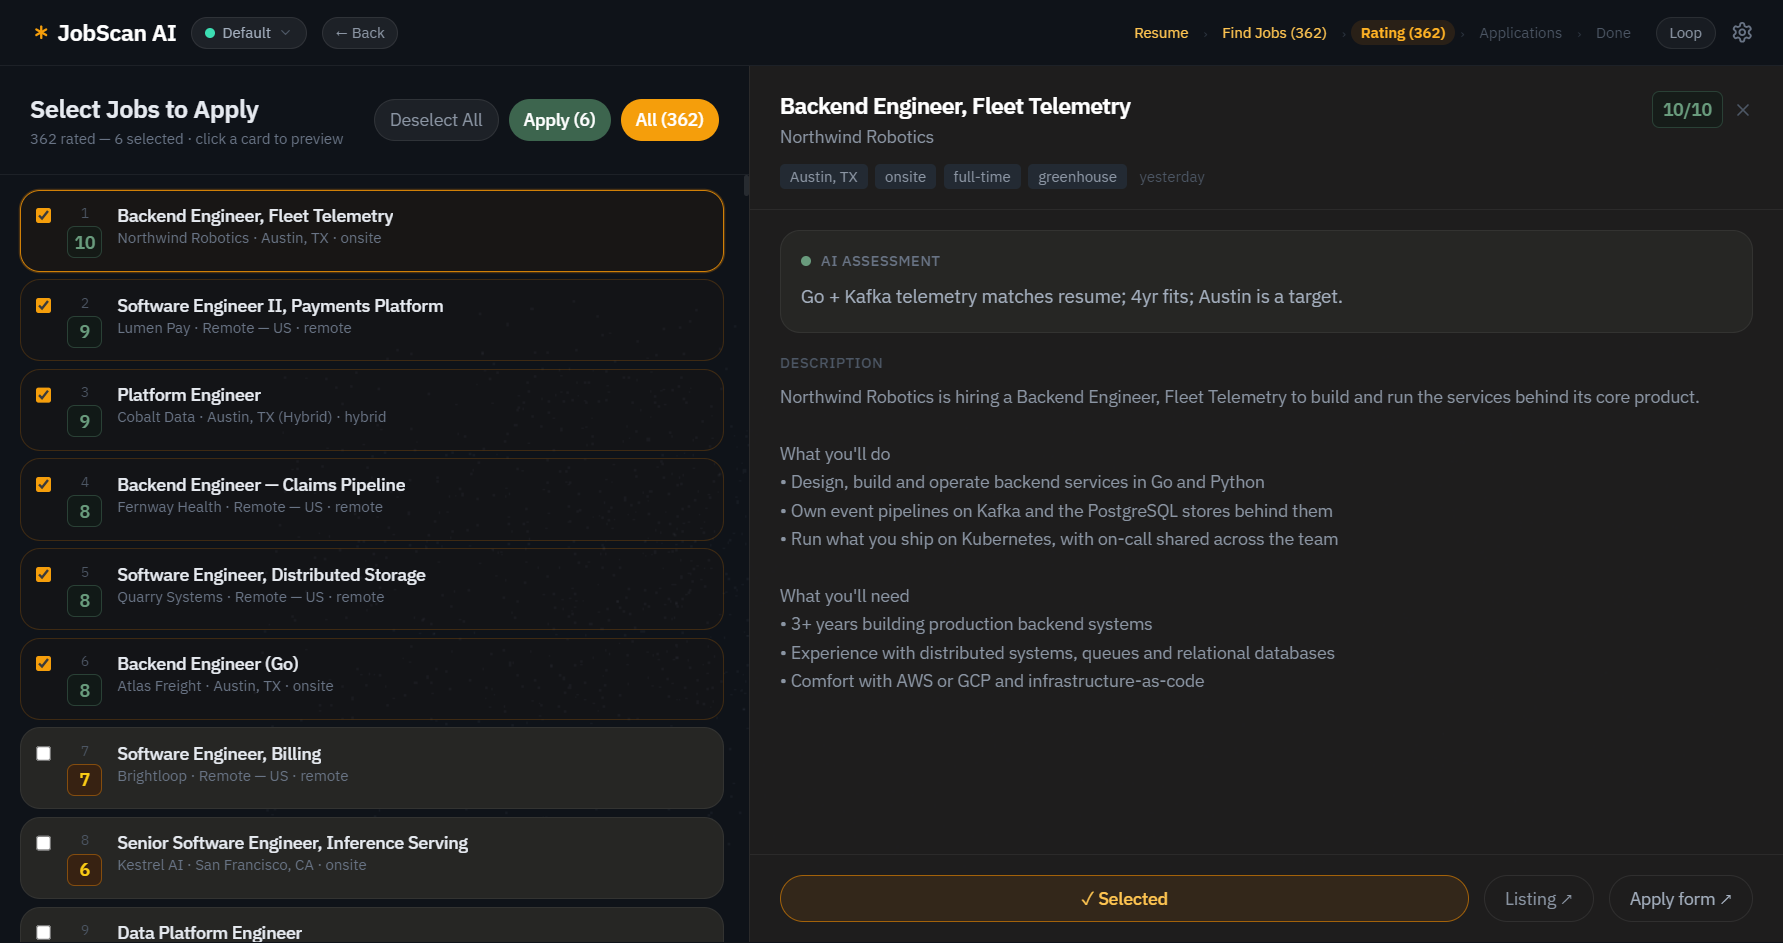 JobScan AI
Default
← Back
Resume › Find Jobs (362) › Rating (362) › Applications › Done
Loop
Select Jobs to Apply
362 rated — 6 selected · click a card to preview
Deselect All
Apply (6)
All (362)
1
10
Backend Engineer, Fleet Telemetry
Northwind Robotics · Austin, TX · onsite
2
9
Software Engineer II, Payments Platform
Lumen Pay · Remote — US · remote
3
9
Platform Engineer
Cobalt Data · Austin, TX (Hybrid) · hybrid
4
8
Backend Engineer — Claims Pipeline
Fernway Health · Remote — US · remote
5
8
Software Engineer, Distributed Storage
Quarry Systems · Remote — US · remote
6
8
Backend Engineer (Go)
Atlas Freight · Austin, TX · onsite
7
7
Software Engineer, Billing
Brightloop · Remote — US · remote
8
6
Senior Software Engineer, Inference Serving
Kestrel AI · San Francisco, CA · onsite
9
Data Platform Engineer
Backend Engineer, Fleet Telemetry
10/10
Northwind Robotics
Austin, TX
onsite
full-time
greenhouse
yesterday
AI ASSESSMENT
Go + Kafka telemetry matches resume; 4yr fits; Austin is a target.
DESCRIPTION
Northwind Robotics is hiring a Backend Engineer, Fleet Telemetry to build and run the services behind its core product.
What you'll do
• Design, build and operate backend services in Go and Python
• Own event pipelines on Kafka and the PostgreSQL stores behind them
• Run what you ship on Kubernetes, with on-call shared across the team
What you'll need
• 3+ years building production backend systems
• Experience with distributed systems, queues and relational databases
• Comfort with AWS or GCP and infrastructure-as-code
✓ Selected
Listing ↗
Apply form ↗